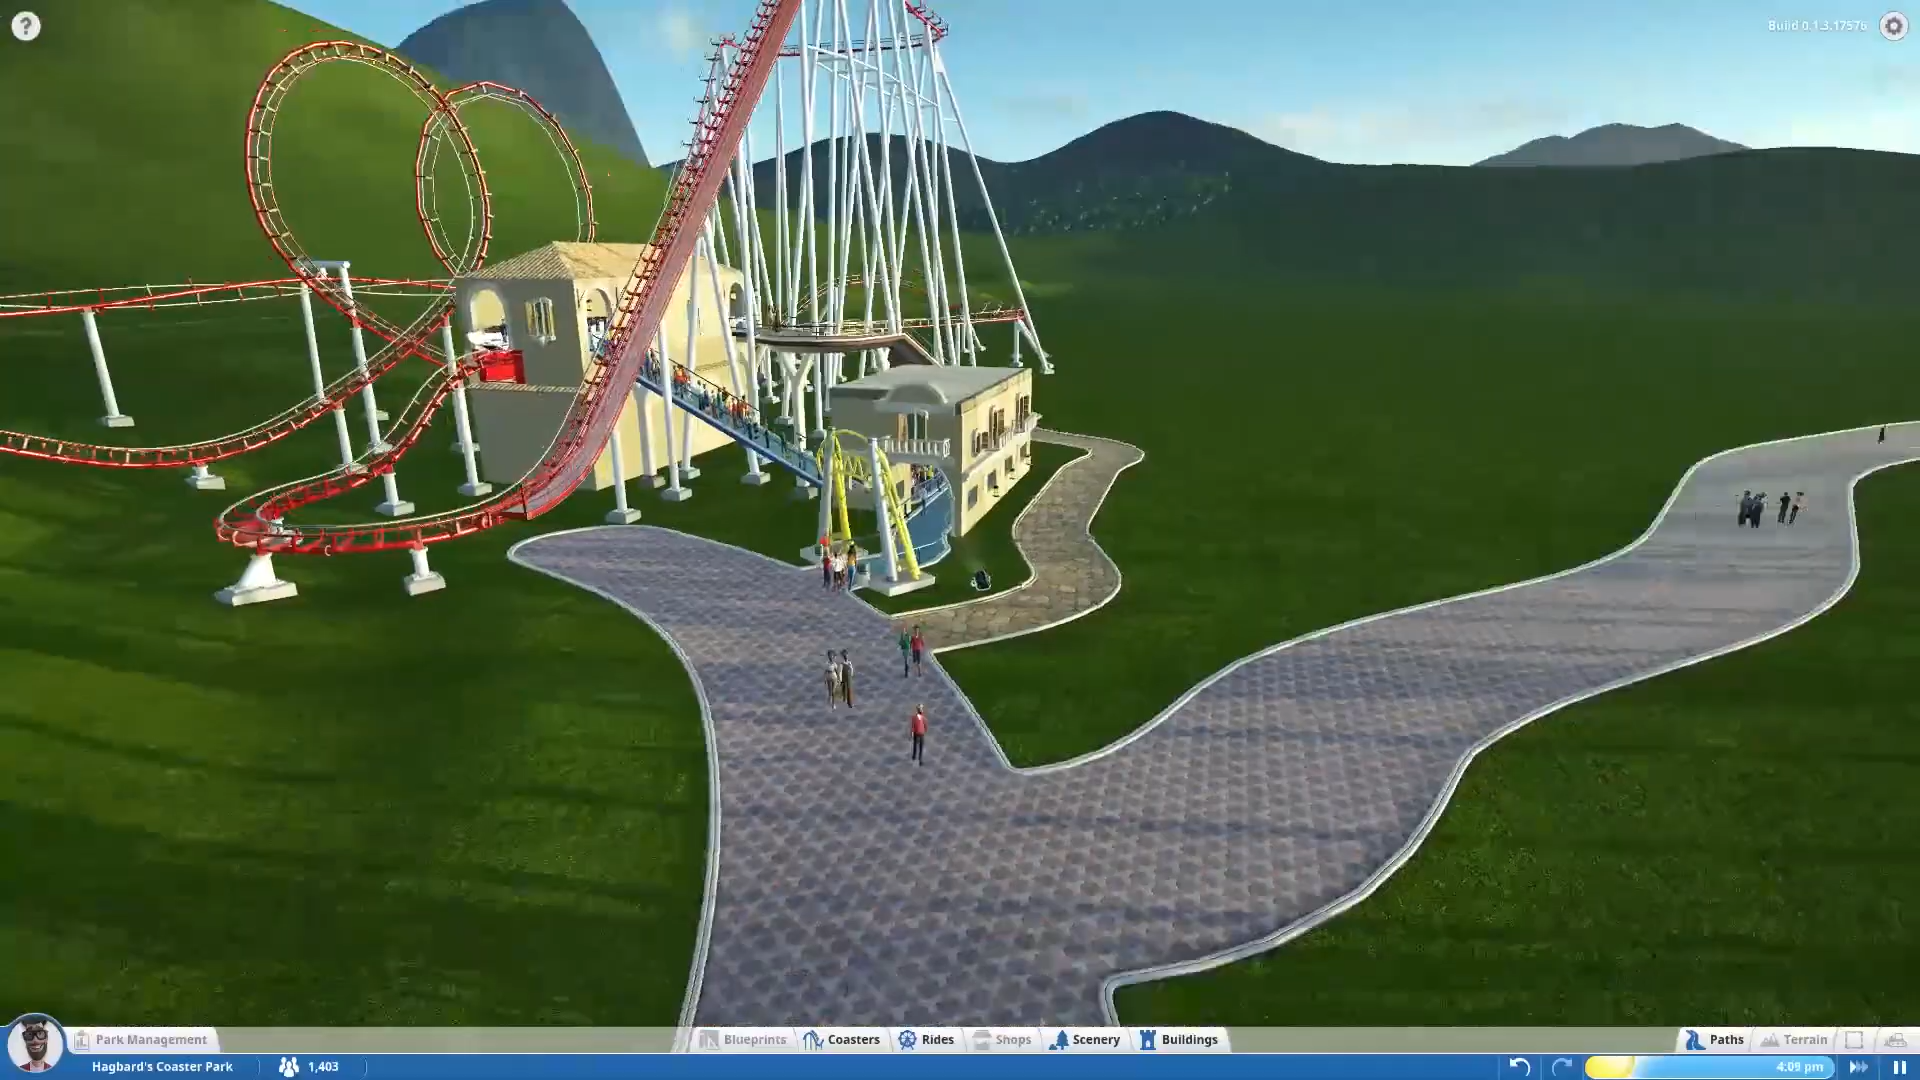 ?
Build 0.1.3.17576
Park Management
Blueprints
Coasters
Rides
Shops
Scenery
Buildings
Paths
Terrain
Hagbard's Coaster Park
1,403
4:09 pm